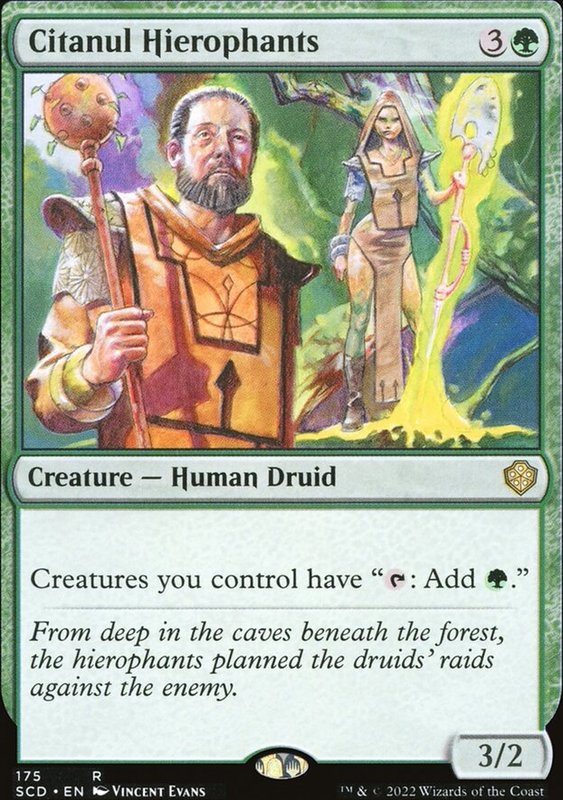 Citanul Hierophants 3
Creature — Human Druid
Creatures you control have “: Add .”
From deep in the caves beneath the forest,
the hierophants planned the druids’ raids
against the enemy.
3/2
175 R
SCD • EN Vincent Evans
™ & © 2022 Wizards of the Coast